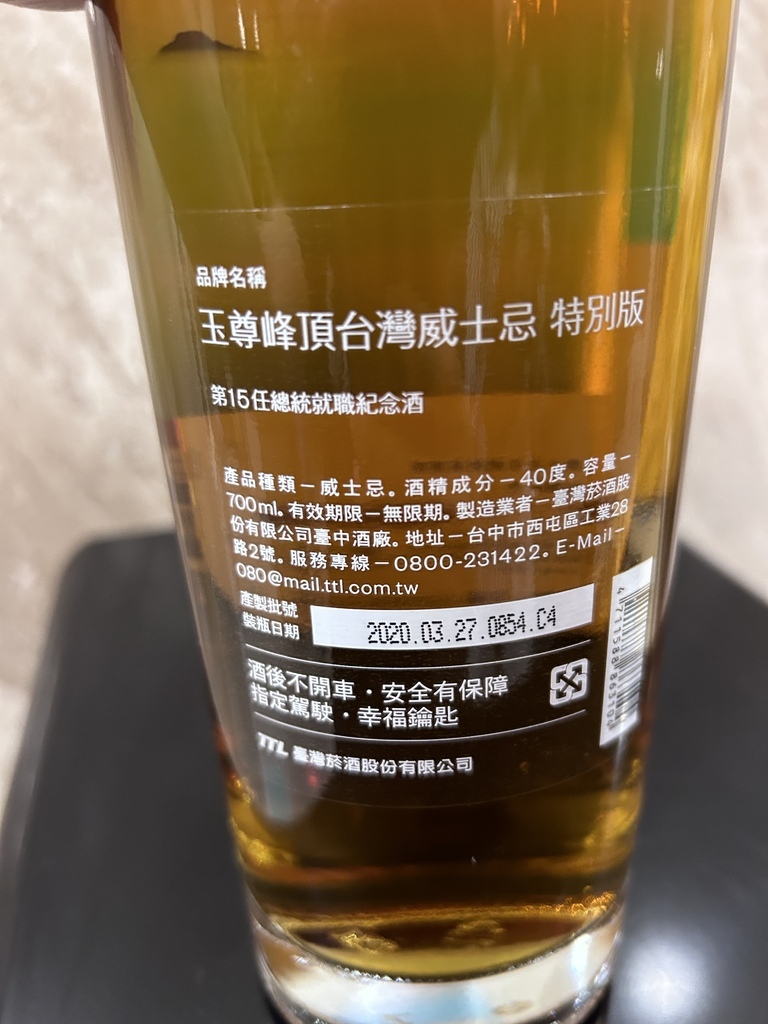 品牌名稱
玉尊峰頂台灣威士忌 特別版
第15任總統就職紀念酒
產品種類－威士忌。酒精成分－40度。容量－
700ml。有效期限－無限期。製造業者－臺灣菸酒股
份有限公司臺中酒廠。地址－台中市西屯區工業28
路2號。服務專線－0800-231422。E-Mail－
080@mail.ttl.com.tw
產製批號
裝瓶日期
2020.03.27.0854.C4
酒後不開車・安全有保障
指定駕駛・幸福鑰匙
TTL 臺灣菸酒股份有限公司